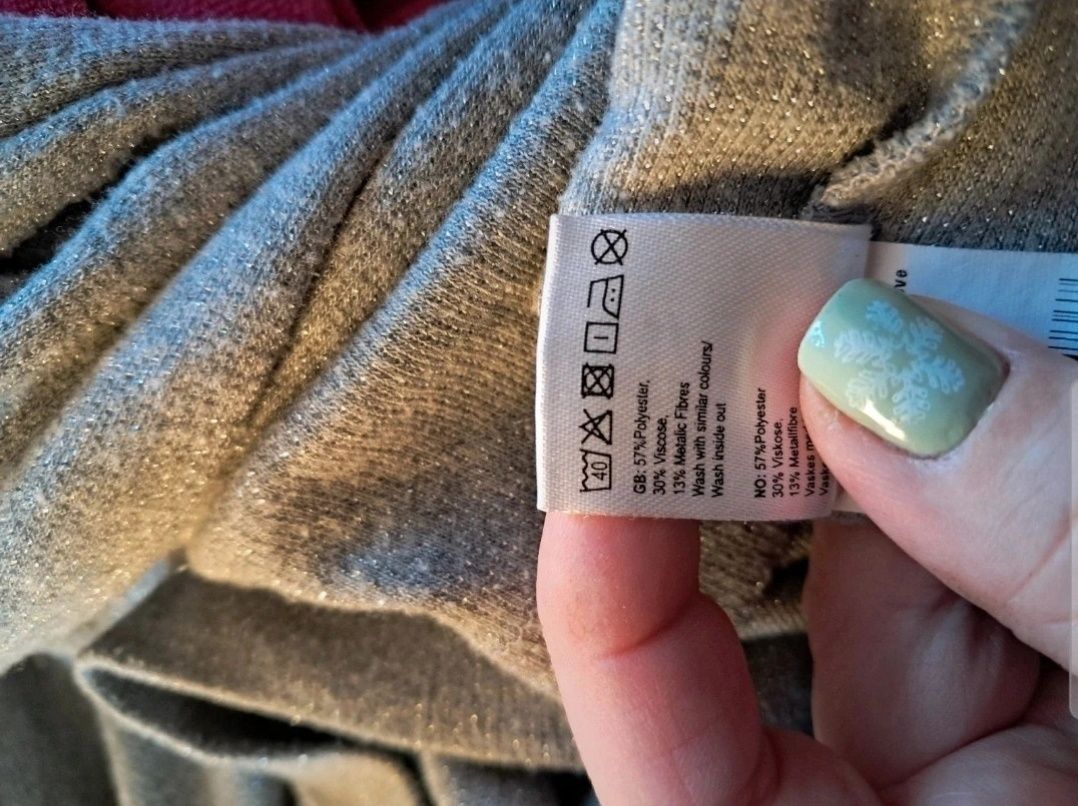 40
GB: 57%Polyester,
30% Viscose,
13% Metalic Fibres
Wash with similar colours/
Wash inside out
NO: 57%Polyester
30% Viskose,
13% Metallfibre
Vaskes